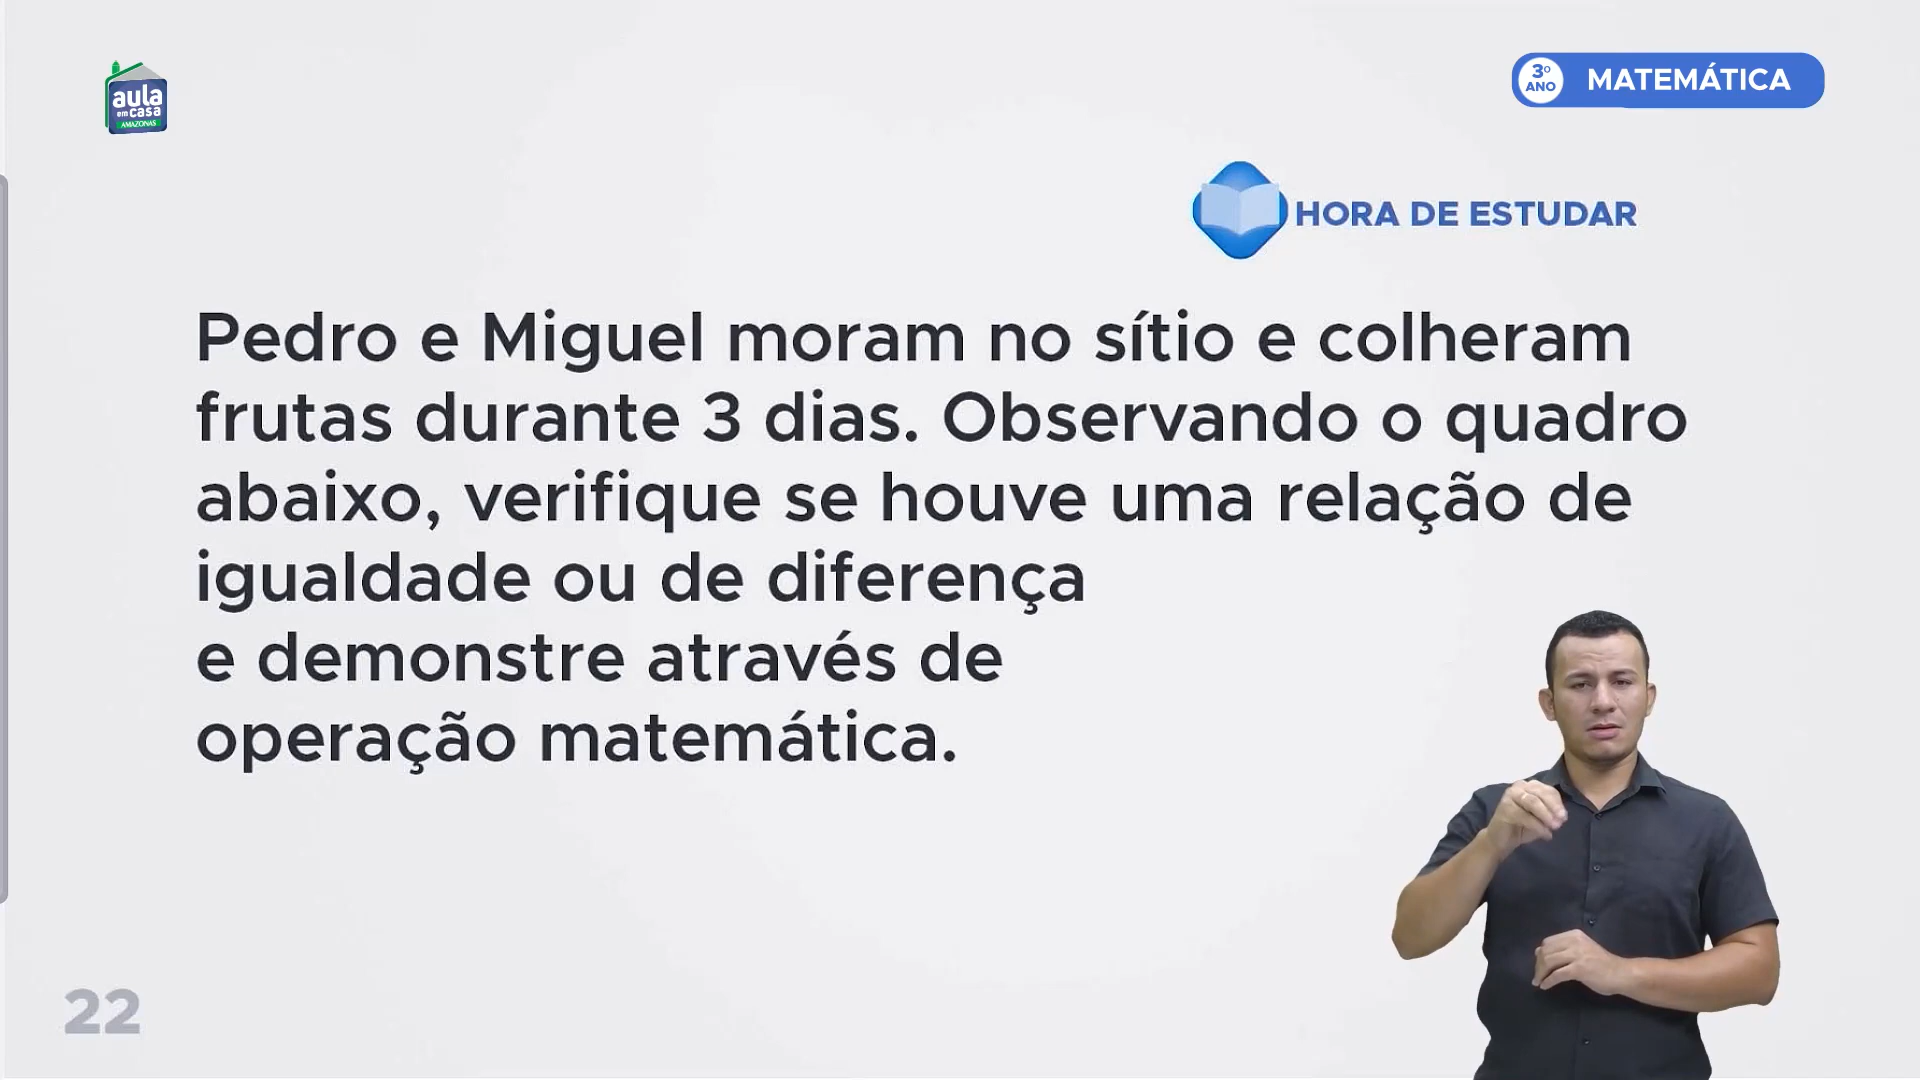 aula
em casa
AMAZONAS
3º
ANO
MATEMÁTICA
HORA DE ESTUDAR
Pedro e Miguel moram no sítio e colheram
frutas durante 3 dias. Observando o quadro
abaixo, verifique se houve uma relação de
igualdade ou de diferença
e demonstre através de
operação matemática.
22